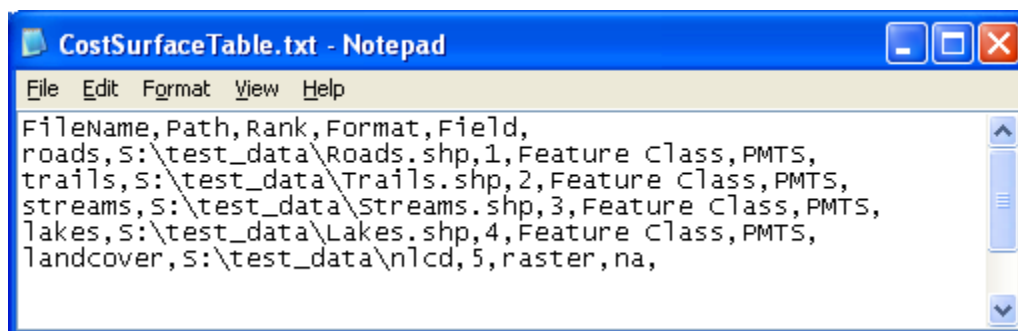 CostSurfaceTable.txt - Notepad
File Edit Format View Help
FileName,Path,Rank,Format,Field,
roads,S:\test_data\Roads.shp,1,Feature Class,PMTS,
trails,S:\test_data\Trails.shp,2,Feature Class,PMTS,
streams,S:\test_data\Streams.shp,3,Feature Class,PMTS,
lakes,S:\test_data\Lakes.shp,4,Feature Class,PMTS,
landcover,S:\test_data\nlcd,5,raster,na,